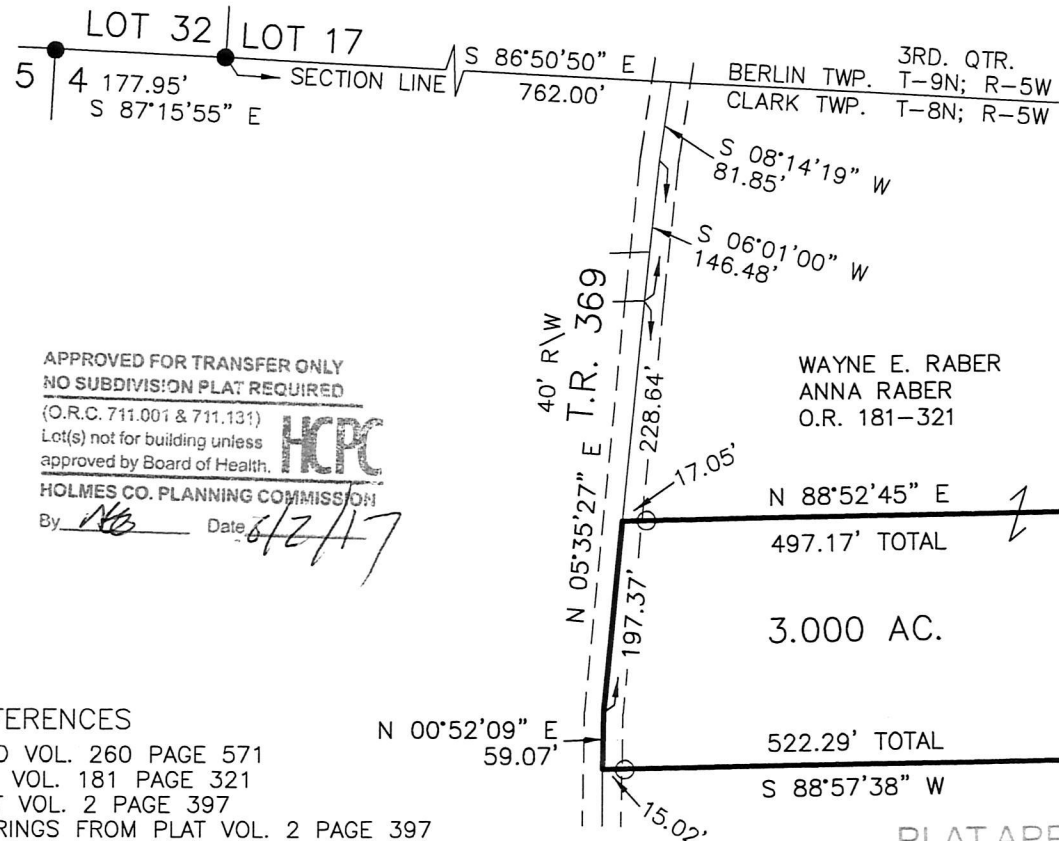 LOT 32 LOT 17
5 4 177.95'
S 87°15'55" E
SECTION LINE
S 86°50'50" E
762.00'
3RD. QTR.
BERLIN TWP. T-9N; R-5W
CLARK TWP. T-8N; R-5W
S 08°14'19" W
81.85'
S 06°01'00" W
146.48'
40' R\W
T.R. 369
N 05°35'27" E
228.64'
WAYNE E. RABER
ANNA RABER
O.R. 181-321
APPROVED FOR TRANSFER ONLY
NO SUBDIVISION PLAT REQUIRED
(O.R.C. 711.001 & 711.131)
Lot(s) not for building unless
approved by Board of Health.
HCPC
HOLMES CO. PLANNING COMMISSION
By Date 6/2/17
17.05'
N 88°52'45" E
497.17' TOTAL
197.37'
3.000 AC.
N 00°52'09" E
59.07'
522.29' TOTAL
S 88°57'38" W
15.02'
FERENCES
D VOL. 260 PAGE 571
VOL. 181 PAGE 321
T VOL. 2 PAGE 397
RINGS FROM PLAT VOL. 2 PAGE 397
PLAT APP